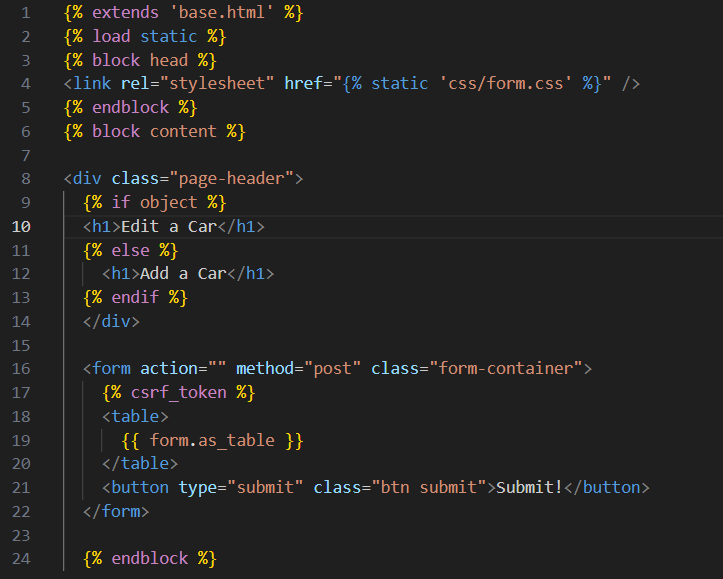 1 {% extends 'base.html' %}
2 {% load static %}
3 {% block head %}
4 <link rel="stylesheet" href="{% static 'css/form.css' %}" />
5 {% endblock %}
6 {% block content %}
7
8 <div class="page-header">
9 {% if object %}
10 <h1>Edit a Car</h1>
11 {% else %}
12 <h1>Add a Car</h1>
13 {% endif %}
14 </div>
15
16 <form action="" method="post" class="form-container">
17 {% csrf_token %}
18 <table>
19 {{ form.as_table }}
20 </table>
21 <button type="submit" class="btn submit">Submit!</button>
22 </form>
23
24 {% endblock %}